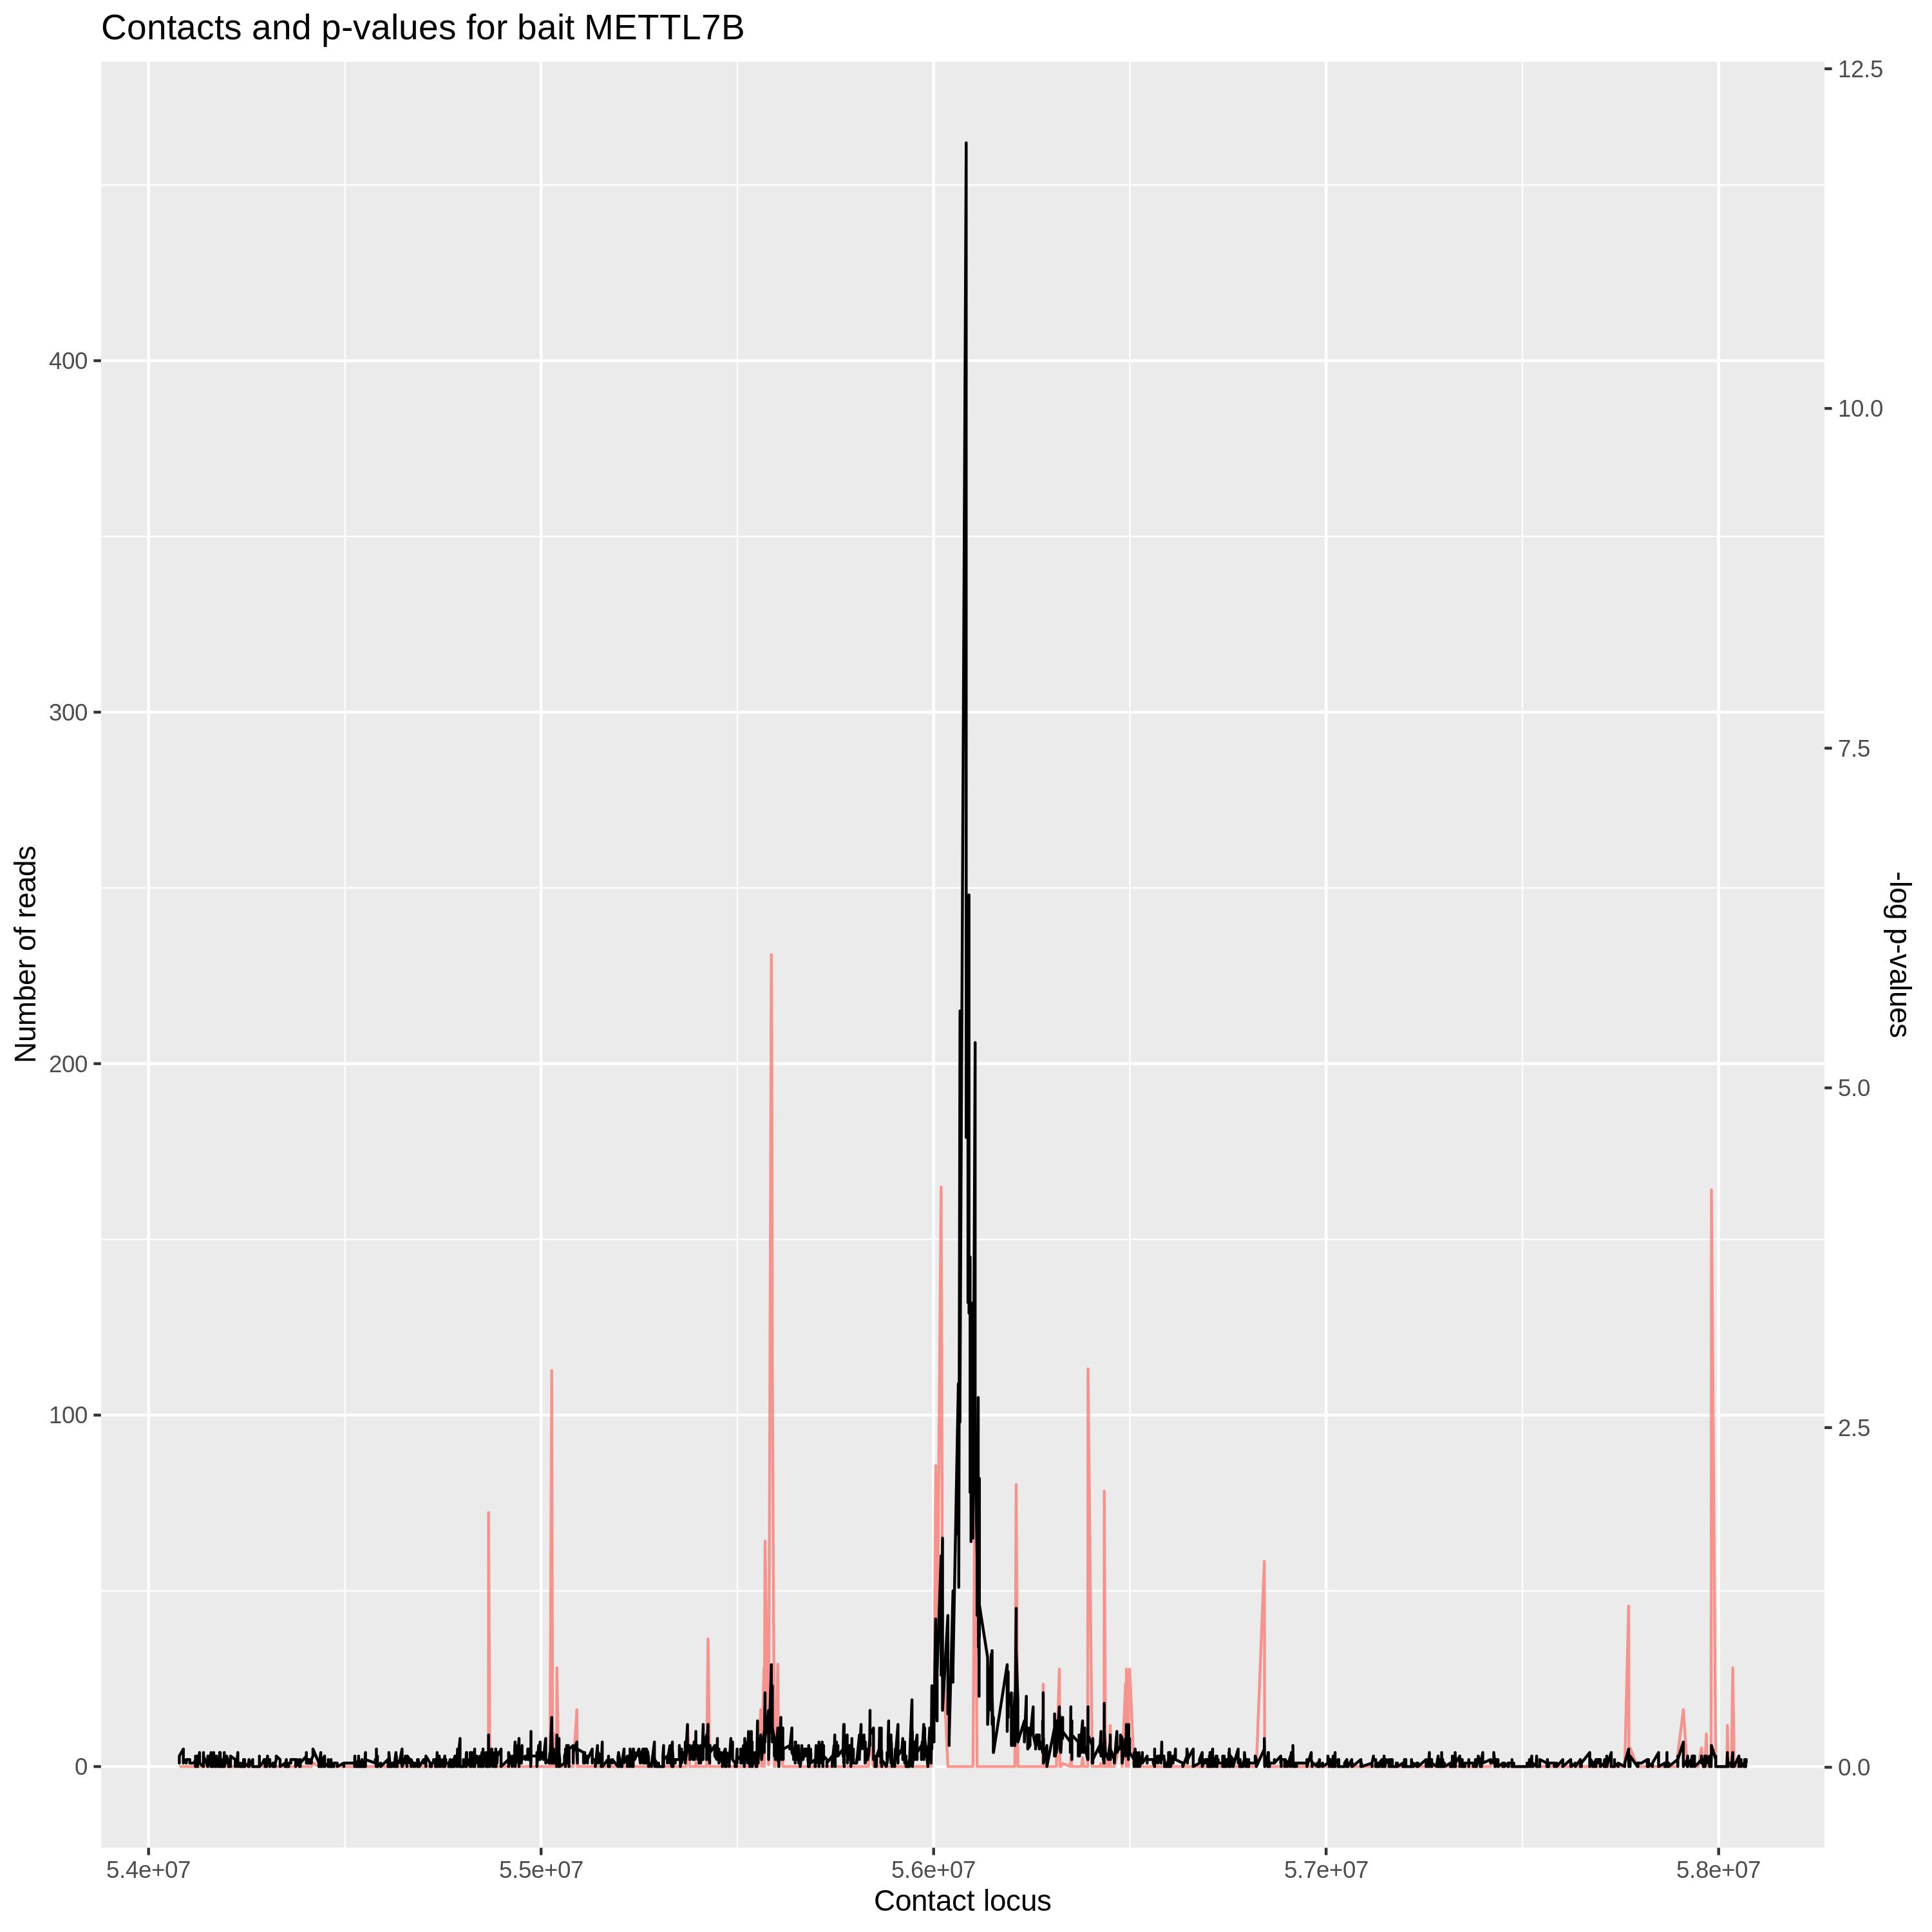 Contacts and p-values for bait METTL7B
Number of reads
400
300
200
100
0
12.5
10.0
7.5
5.0
2.5
0.0
-log p-values
5.4e+07 5.5e+07 5.6e+07 5.7e+07 5.8e+07
Contact locus